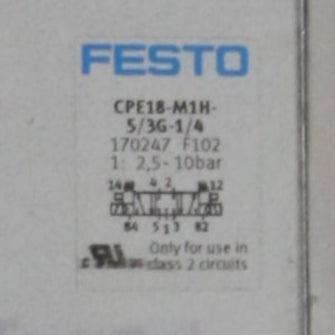 FESTO
CPE18-M1H-
5/3G-1/4
170247 F102
1: 2,5-10bar
14 4 2 12
84 5 1 3 82
Only for use in
class 2 circuits